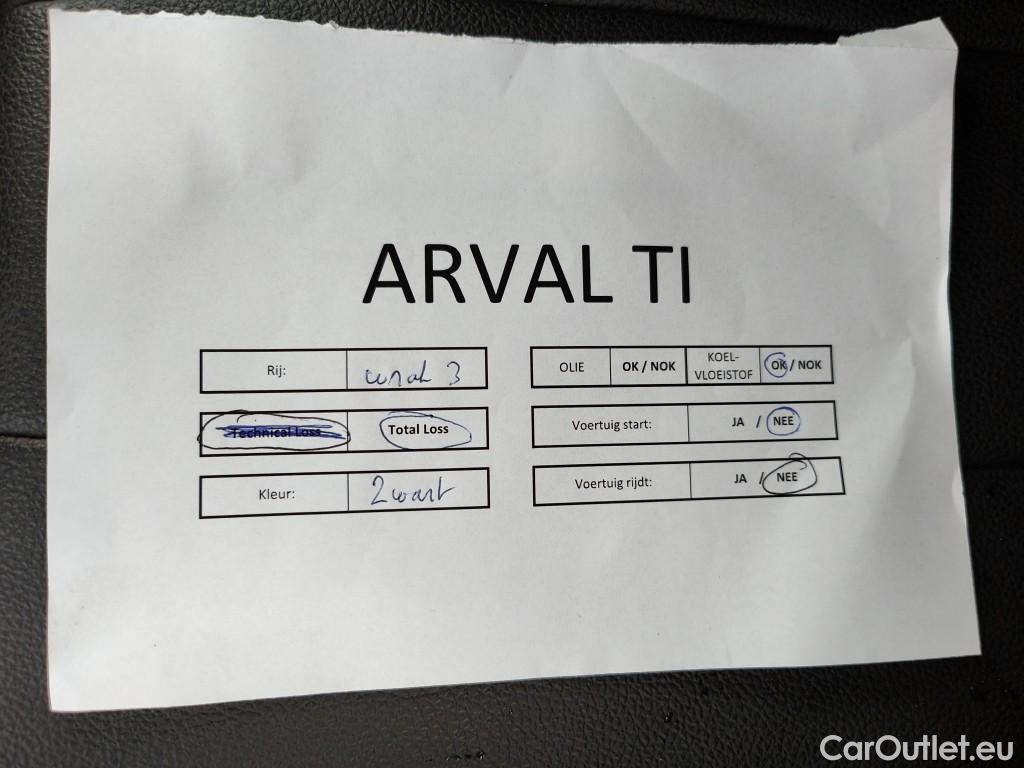 ARVAL TI
Rij: 3
Technical Loss Total Loss
Kleur: Zwart
OLIE OK / NOK KOEL-
VLOEISTOF OK / NOK
Voertuig start: JA / NEE
Voertuig rijdt: JA / NEE
CarOutlet.eu